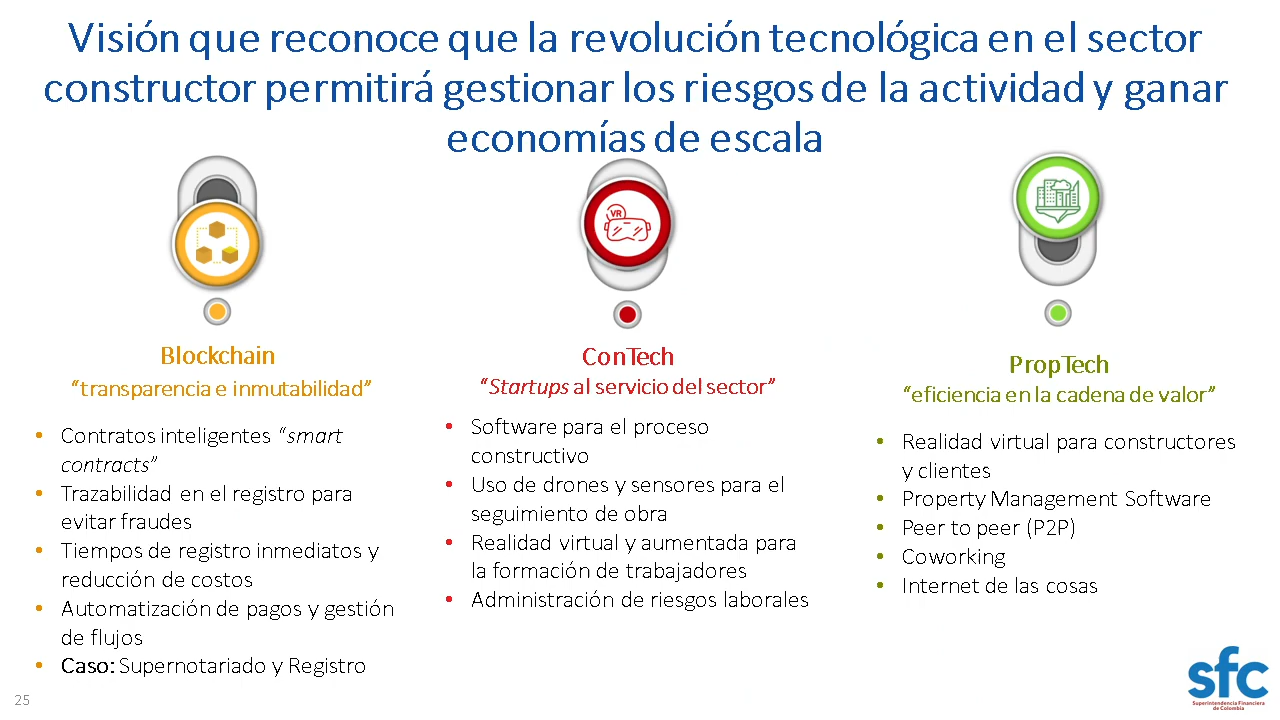 Visión que reconoce que la revolución tecnológica en el sector
constructor permitirá gestionar los riesgos de la actividad y ganar
economías de escala
VR
Blockchain
“transparencia e inmutabilidad”
• Contratos inteligentes “smart
contracts”
• Trazabilidad en el registro para
evitar fraudes
• Tiempos de registro inmediatos y
reducción de costos
• Automatización de pagos y gestión
de flujos
• Caso: Supernotariado y Registro
ConTech
“Startups al servicio del sector”
• Software para el proceso
constructivo
• Uso de drones y sensores para el
seguimiento de obra
• Realidad virtual y aumentada para
la formación de trabajadores
• Administración de riesgos laborales
PropTech
“eficiencia en la cadena de valor”
• Realidad virtual para constructores
y clientes
• Property Management Software
• Peer to peer (P2P)
• Coworking
• Internet de las cosas
25
sfc
Superintendencia Financiera
de Colombia